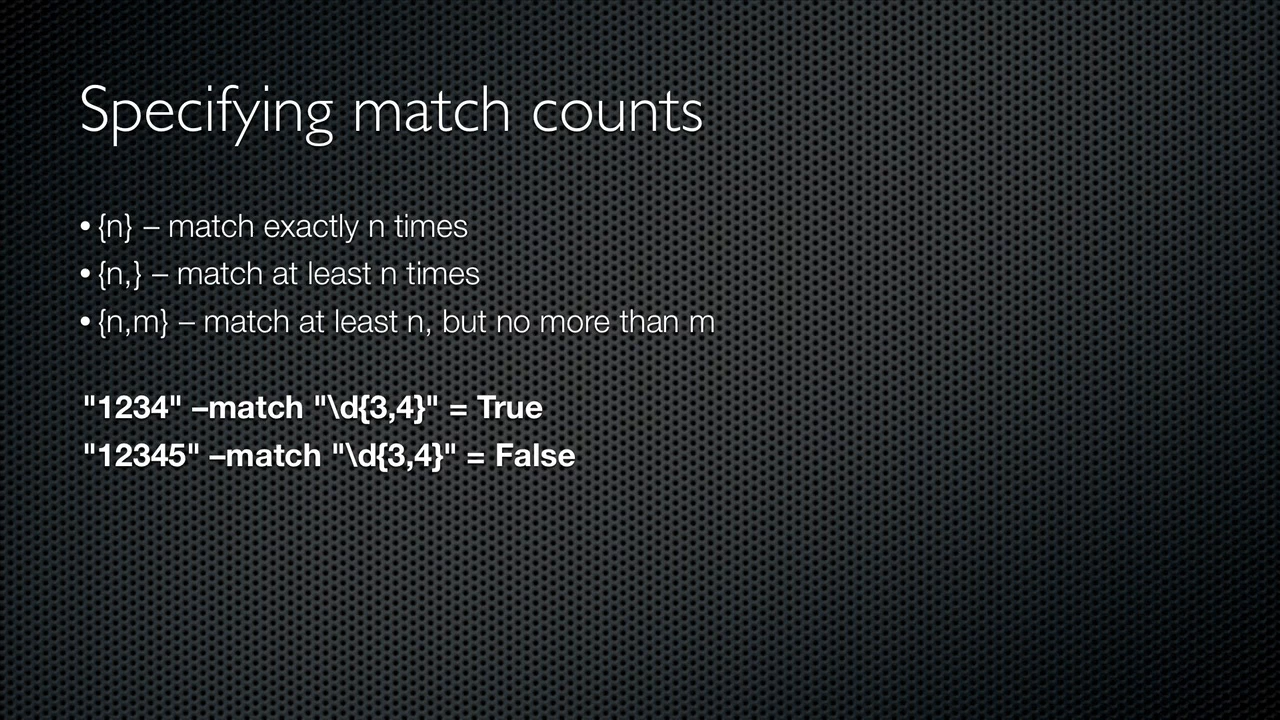 Specifying match counts
• {n} – match exactly n times
• {n,} – match at least n times
• {n,m} – match at least n, but no more than m
"1234" –match "\d{3,4}" = True
"12345" –match "\d{3,4}" = False